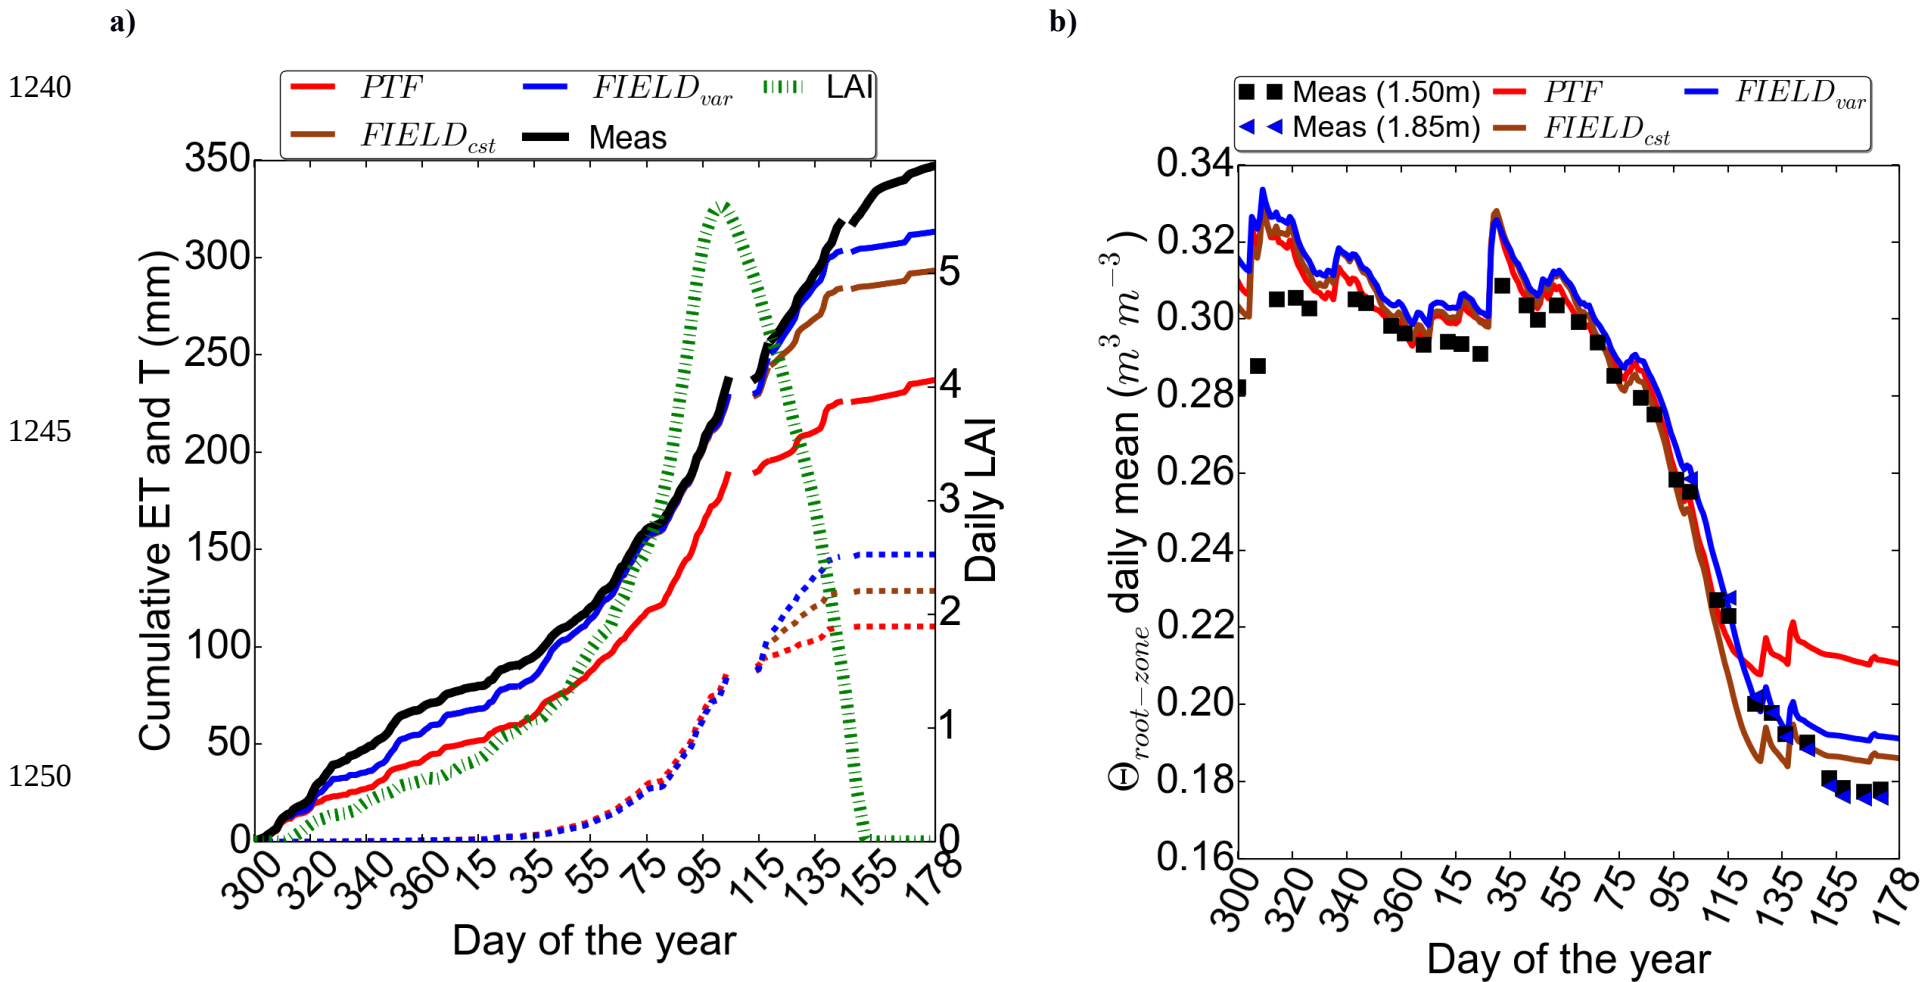 a)
b)
1240
1245
1250
PTF
FIELD_var
LAI
FIELD_cst
Meas
350
300
250
200
150
100
50
0
Cumulative ET and T (mm)
5
4
3
2
1
0
Daily LAI
300 320 340 360 15 35 55 75 95 115 135 155 178
Day of the year
Meas (1.50m)
PTF
FIELD_var
Meas (1.85m)
FIELD_cst
0.34
0.32
0.30
0.28
0.26
0.24
0.22
0.20
0.18
0.16
Θ_root−zone daily mean (m³ m⁻³)
300 320 340 360 15 35 55 75 95 115 135 155 178
Day of the year